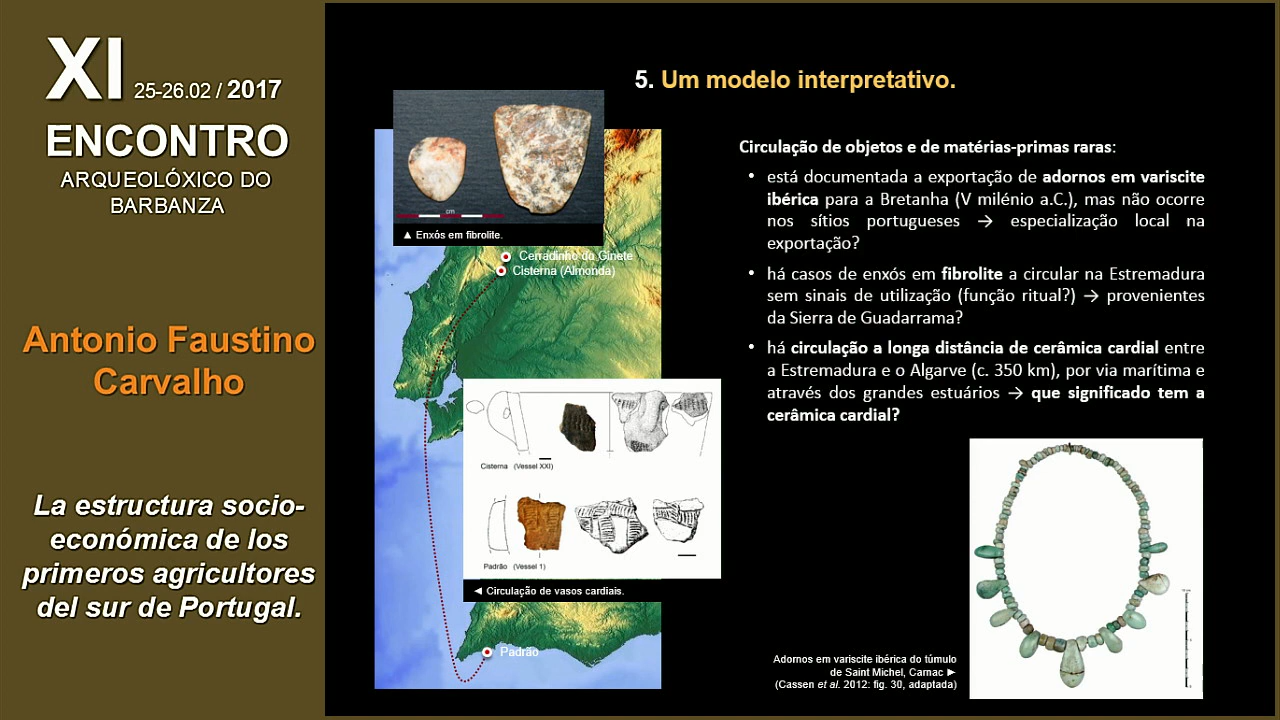 XI 25-26.02 / 2017
ENCONTRO
ARQUEOLÓXICO DO
BARBANZA
Antonio Faustino
Carvalho
La estructura socio-
económica de los
primeros agricultores
del sur de Portugal.
5. Um modelo interpretativo.
cm
▲ Enxós em fibrolite.
Cerradinho do Ginete
Cisterna (Almonda)
Cisterna (Vessel XXI)
Padrão (Vessel 1)
◄ Circulação de vasos cardiais.
Padrão
Circulação de objetos e de matérias-primas raras:
• está documentada a exportação de adornos em variscite
ibérica para a Bretanha (V milénio a.C.), mas não ocorre
nos sítios portugueses → especialização local na
exportação?
• há casos de enxós em fibrolite a circular na Estremadura
sem sinais de utilização (função ritual?) → provenientes
da Sierra de Guadarrama?
• há circulação a longa distância de cerâmica cardial entre
a Estremadura e o Algarve (c. 350 km), por via marítima e
através dos grandes estuários → que significado tem a
cerâmica cardial?
Adornos em variscite ibérica do túmulo
de Saint Michel, Carnac ►
(Cassen et al. 2012: fig. 30, adaptada)